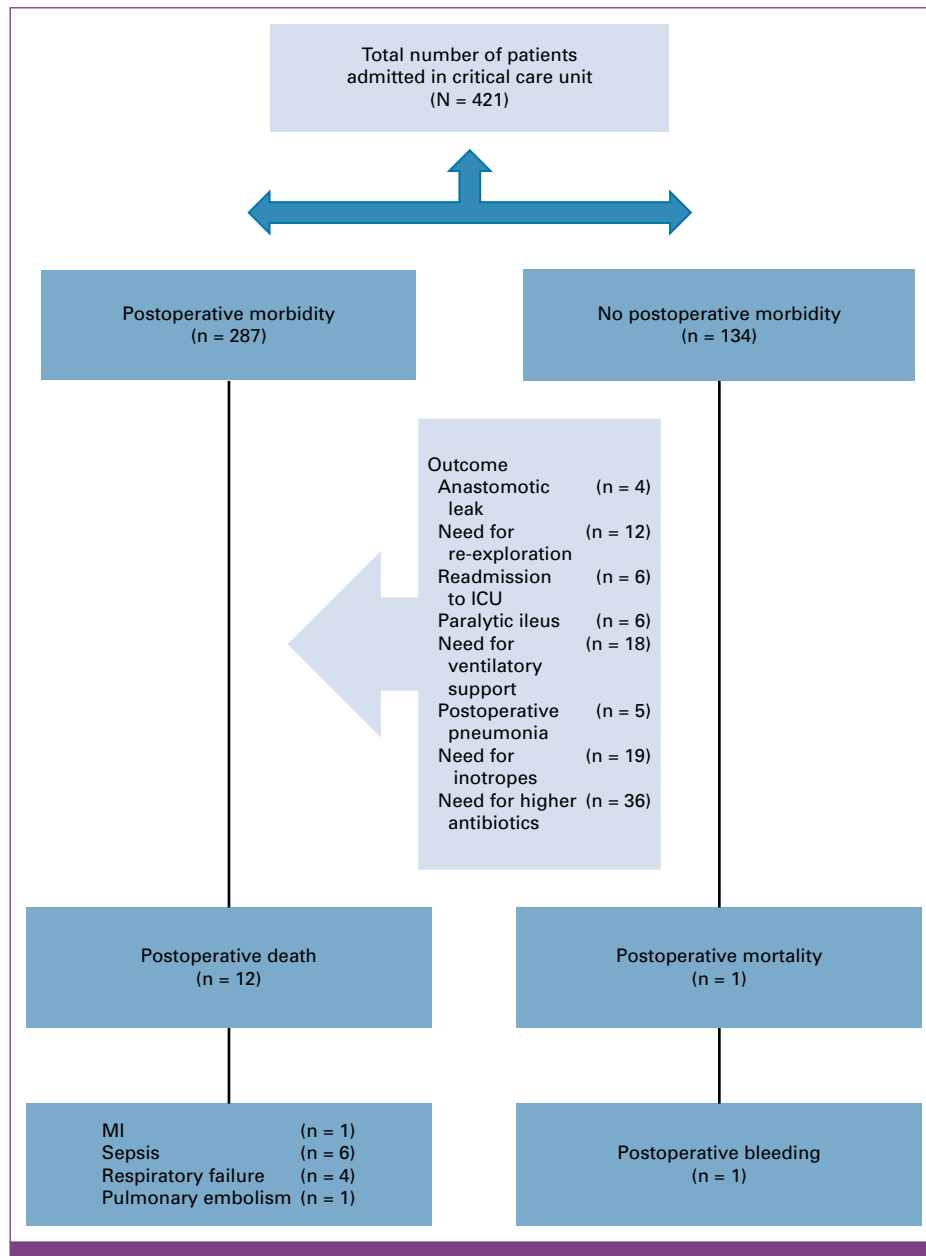 Total number of patients
admitted in critical care unit
(N = 421)
Postoperative morbidity
(n = 287)
No postoperative morbidity
(n = 134)
Outcome
Anastomotic (n = 4)
leak
Need for (n = 12)
re-exploration
Readmission (n = 6)
to ICU
Paralytic ileus (n = 6)
Need for (n = 18)
ventilatory
support
Postoperative (n = 5)
pneumonia
Need for (n = 19)
inotropes
Need for higher (n = 36)
antibiotics
Postoperative death
(n = 12)
Postoperative mortality
(n = 1)
MI (n = 1)
Sepsis (n = 6)
Respiratory failure (n = 4)
Pulmonary embolism (n = 1)
Postoperative bleeding
(n = 1)